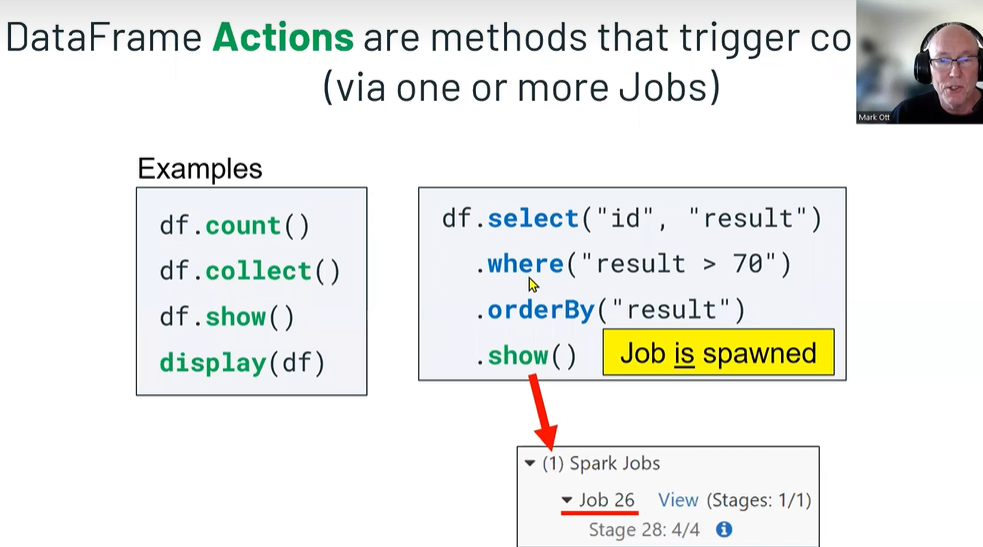 DataFrame Actions are methods that trigger co
(via one or more Jobs)
Mark Ott
Examples
df.count()
df.collect()
df.show()
display(df)
df.select("id", "result")
.where("result > 70")
.orderBy("result")
.show()
Job is spawned
(1) Spark Jobs
Job 26 View (Stages: 1/1)
Stage 28: 4/4